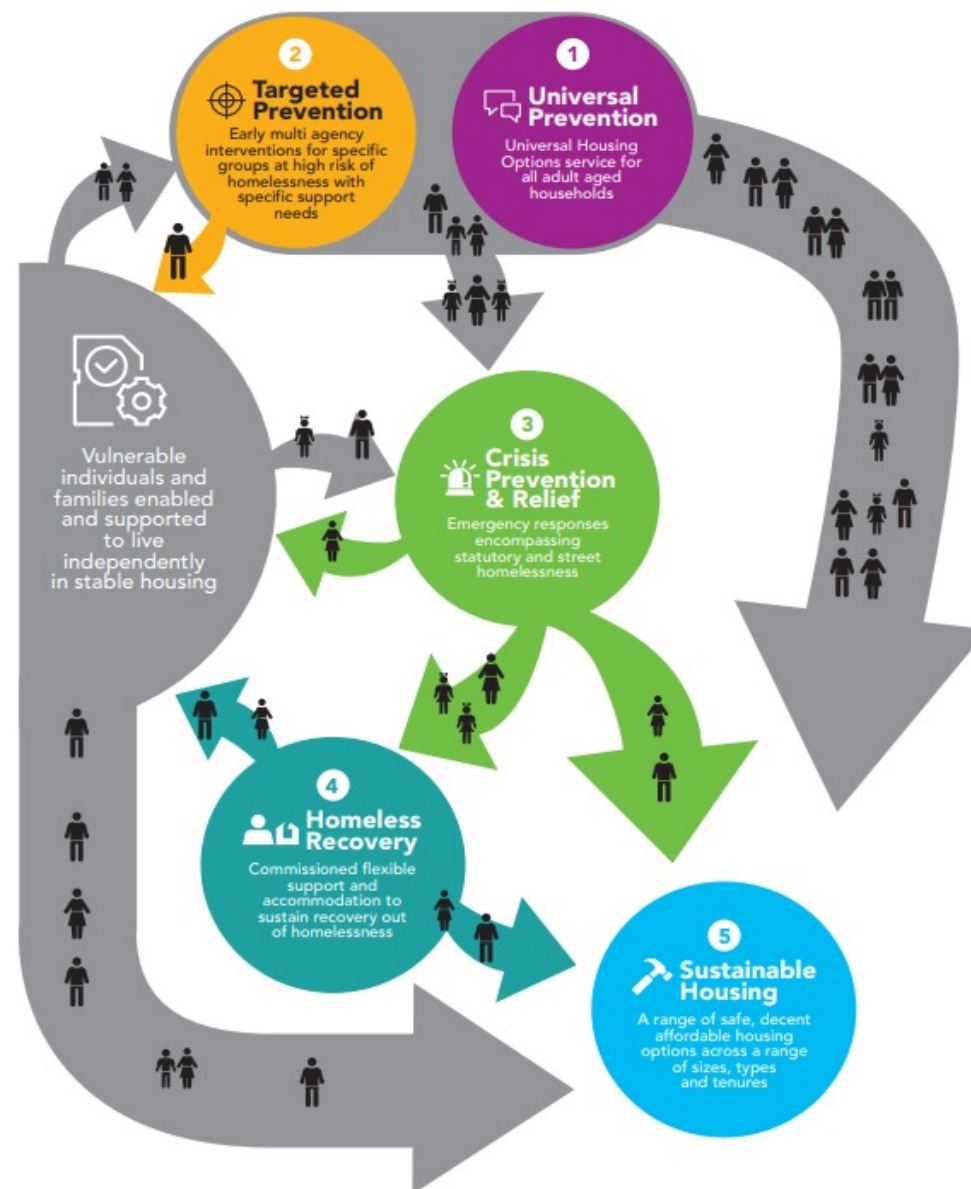 2
Targeted
Prevention
Early multi agency
interventions for specific
groups at high risk of
homelessness with
specific support
needs
1
Universal
Prevention
Universal Housing
Options service for
all adult aged
households
Vulnerable
individuals and
families enabled
and supported
to live
independently
in stable housing
3
Crisis
Prevention
& Relief
Emergency responses
encompassing
statutory and street
homelessness
4
Homeless
Recovery
Commissioned flexible
support and
accommodation to
sustain recovery out
of homelessness
5
Sustainable
Housing
A range of safe, decent
affordable housing
options across a range
of sizes, types
and tenures